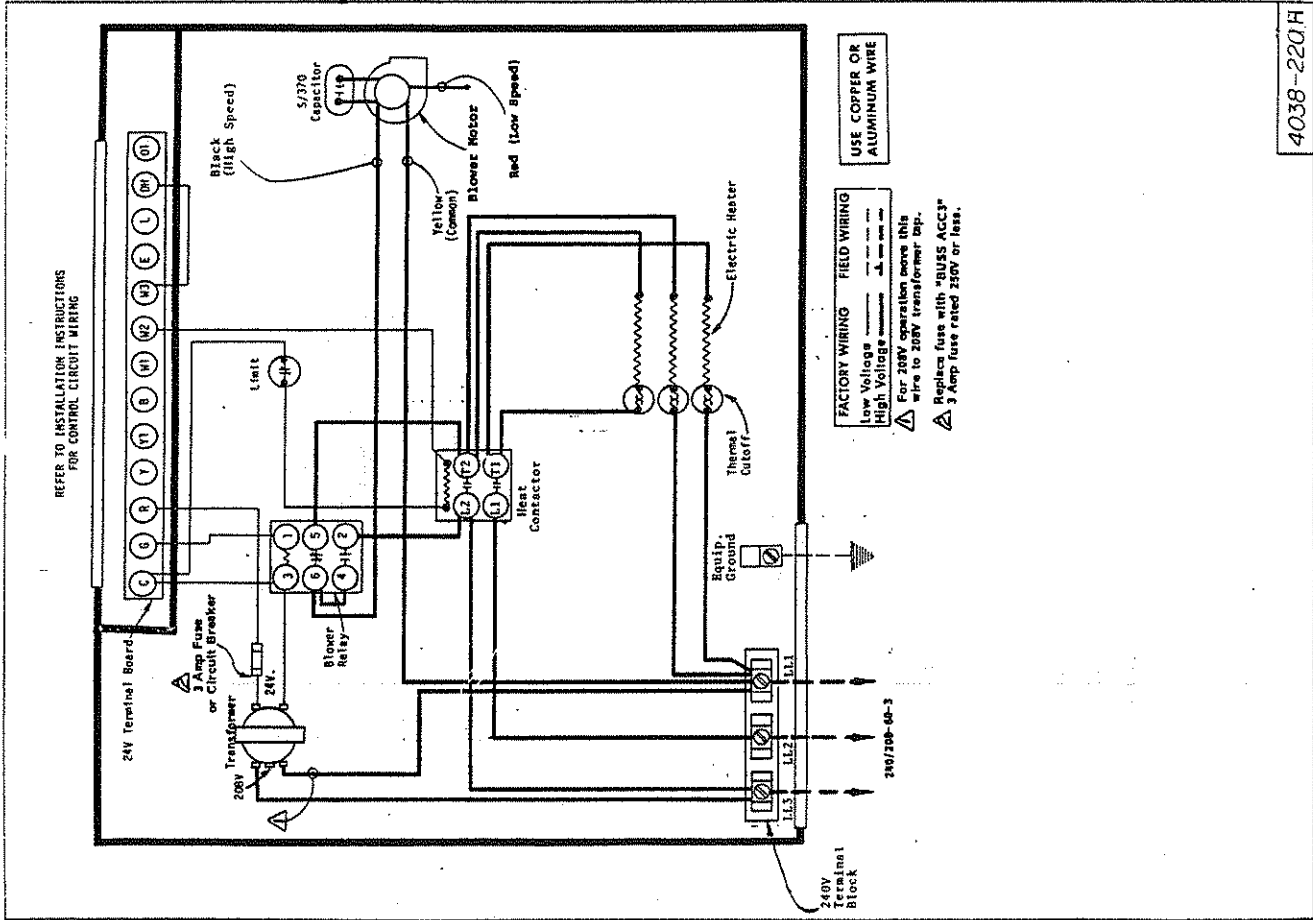 REFER TO INSTALLATION INSTRUCTIONS
FOR CONTROL CIRCUIT WIRING
24V Terminal Board
C G R Y Y1 B W1 W2 W3 E L DH O1
3 Amp Fuse
or Circuit Breaker
24V.
Transformer
208V
Blower
Relay
3 1
6 5
4 2
Limit
L2 T2
L1 T1
Heat
Contactor
Black
(High Speed)
5/370
Capacitor
Yellow
(Common)
Blower Motor
Red (Low Speed)
Electric Heater
Thermal
Cutoff
Equip.
Ground
240V
Terminal
Block
LL3 LL2 LL1
240/208-60-3
FACTORY WIRING FIELD WIRING
Low Voltage
High Voltage
1 For 208V operation move this
wire to 208V transformer tap.
2 Replace fuse with "BUSS AGC3"
3 Amp fuse rated 250V or less.
USE COPPER OR
ALUMINUM WIRE
4038-220H